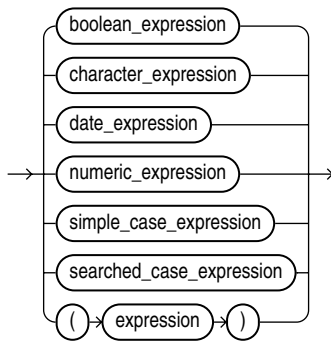 boolean_expression
character_expression
date_expression
numeric_expression
simple_case_expression
searched_case_expression
( expression )